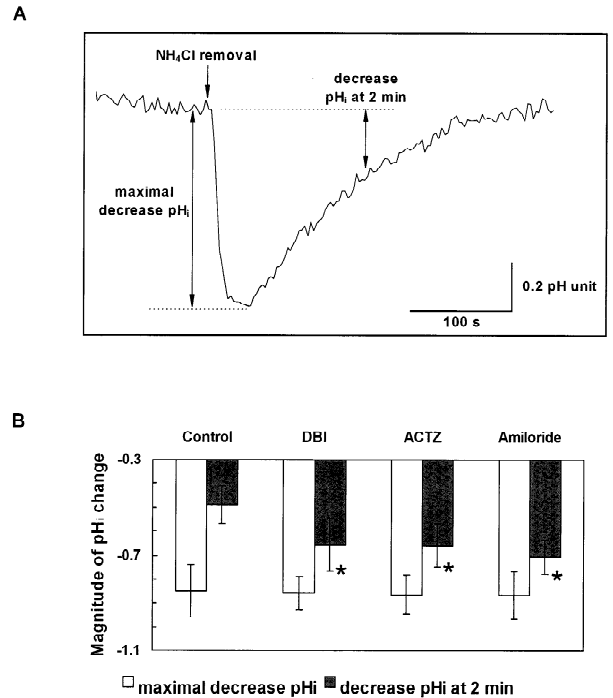 A
NH₄Cl removal
decrease
pHᵢ at 2 min
maximal
decrease pHᵢ
0.2 pH unit
100 s
B
Control DBI ACTZ Amiloride
Magnitude of pHᵢ change
-0.3
-0.7
*
*
*
-1.1
maximal decrease pHi decrease pHi at 2 min